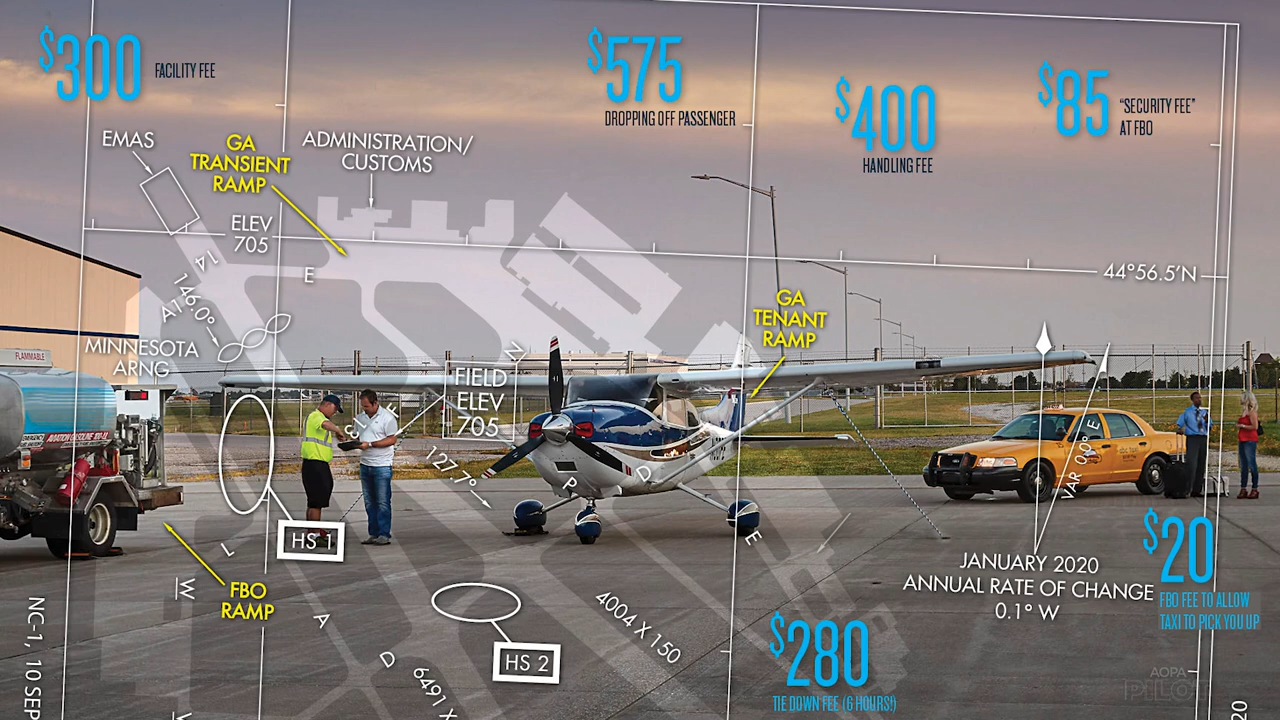 $300
FACILITY FEE
$575
DROPPING OFF PASSENGER
$400
HANDLING FEE
$85
"SECURITY FEE"
AT FBO
EMAS
GA
TRANSIENT
RAMP
ADMINISTRATION/
CUSTOMS
ELEV
705
14
146.0°
A1
E
44°56.5'N
GA
TENANT
RAMP
MINNESOTA
ARNG
FLAMMABLE
FIELD
ELEV
705
N
127.7°
D
P
E
VAR 0.0° E
HS 1
L
W
FBO
RAMP
A
D
HS 2
4004 X 150
6491 X
JANUARY 2020
ANNUAL RATE OF CHANGE
0.1° W
$20
FBO FEE TO ALLOW
TAXI TO PICK YOU UP
$280
TIE DOWN FEE (6 HOURS!)
NC-1, 10 SEP
20
AOPA
PILOT